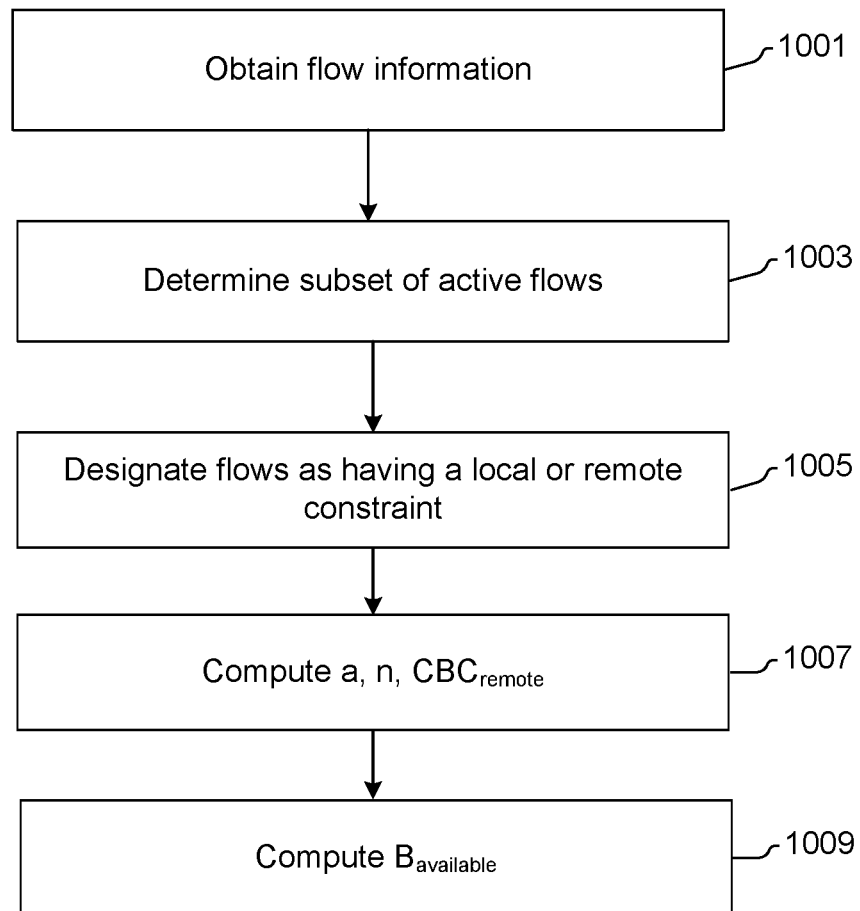 Obtain flow information
1001
Determine subset of active flows
1003
Designate flows as having a local or remote
constraint
1005
Compute a, n, CBCremote
1007
Compute Bavailable
1009